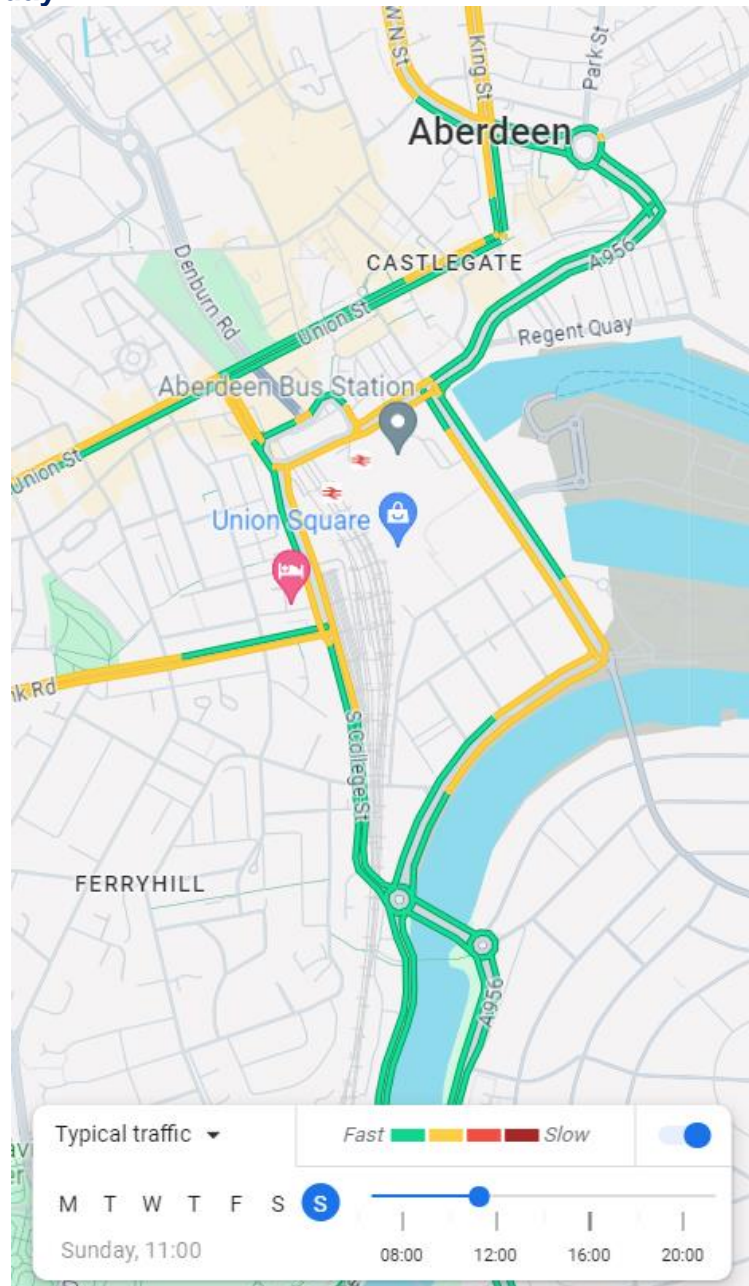 W N St
King St
Park St
Aberdeen
CASTLEGATE
Denburn Rd
A956
Union St
Regent Quay
Aberdeen Bus Station
Union St
Union Square
nk Rd
S College St
FERRYHILL
A956
Typical traffic
Fast Slow
M T W T F S S
Sunday, 11:00
08:00 12:00 16:00 20:00